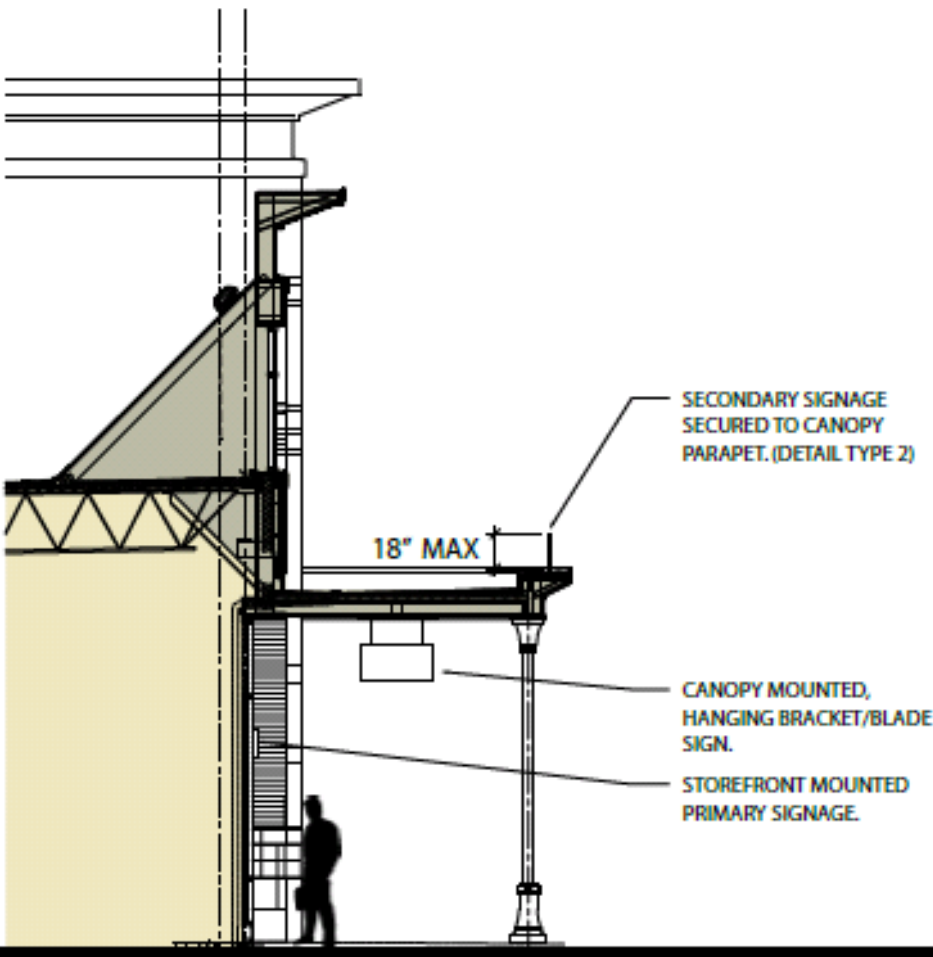 SECONDARY SIGNAGE
SECURED TO CANOPY
PARAPET. (DETAIL TYPE 2)
18” MAX
CANOPY MOUNTED,
HANGING BRACKET/BLADE
SIGN.
STOREFRONT MOUNTED
PRIMARY SIGNAGE.